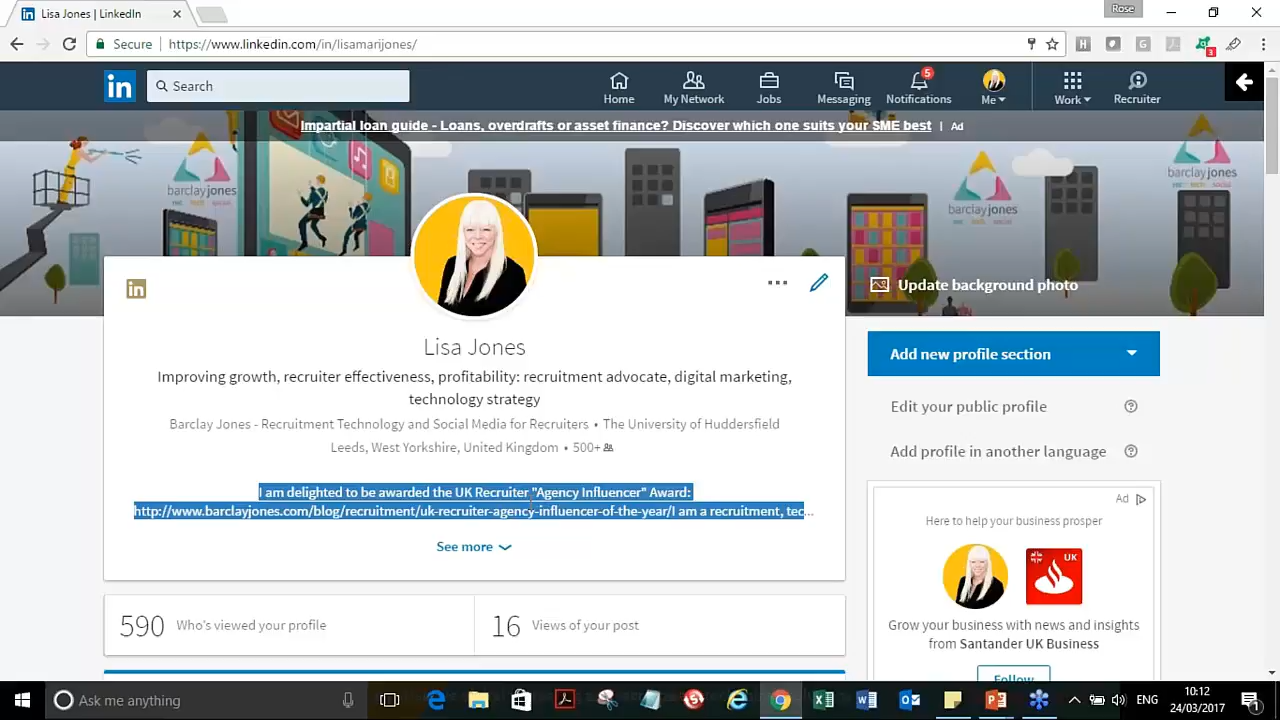 Lisa Jones | LinkedIn
Rose
Secure
https://www.linkedin.com/in/lisamarijones/
in
Search
Home
My Network
Jobs
Messaging
5
Notifications
Me
Work
Recruiter
H
G
3
Impartial loan guide - Loans, overdrafts or asset finance? Discover which one suits your SME best | Ad
barclayjones
barclayjones
barclayjones
in
Update background photo
Lisa Jones
Improving growth, recruiter effectiveness, profitability: recruitment advocate, digital marketing,
technology strategy
Barclay Jones - Recruitment Technology and Social Media for Recruiters • The University of Huddersfield
Leeds, West Yorkshire, United Kingdom • 500+
I am delighted to be awarded the UK Recruiter "Agency Influencer" Award:
http://www.barclayjones.com/blog/recruitment/uk-recruiter-agency-influencer-of-the-year/I am a recruitment, tec...
See more
590 Who's viewed your profile
16 Views of your post
Add new profile section
Edit your public profile
Add profile in another language
Ad
Here to help your business prosper
UK
Grow your business with news and insights
from Santander UK Business
Follow
Ask me anything
ENG
10:12
24/03/2017
1